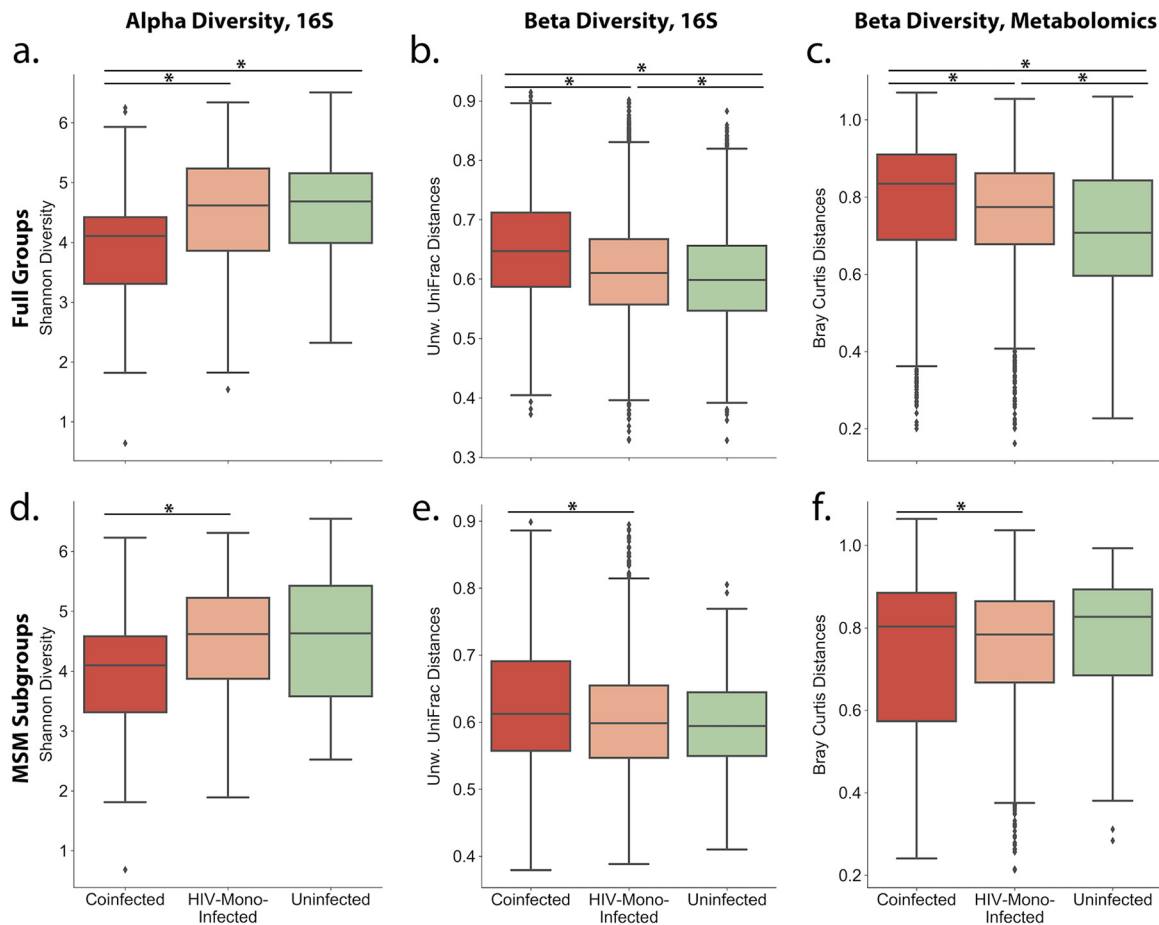 Alpha Diversity, 16S
Beta Diversity, 16S
Beta Diversity, Metabolomics
a.
b.
c.
Full Groups
Shannon Diversity
6
5
4
3
2
1
*
*
Unw. UniFrac Distances
0.9
0.8
0.7
0.6
0.5
0.4
0.3
*
*
*
Bray Curtis Distances
1.0
0.8
0.6
0.4
0.2
*
*
*
d.
e.
f.
MSM Subgroups
Shannon Diversity
6
5
4
3
2
1
*
Coinfected
HIV-Mono-
Infected
Uninfected
Unw. UniFrac Distances
0.9
0.8
0.7
0.6
0.5
0.4
*
Coinfected
HIV-Mono-
Infected
Uninfected
Bray Curtis Distances
1.0
0.8
0.6
0.4
0.2
*
Coinfected
HIV-Mono-
Infected
Uninfected